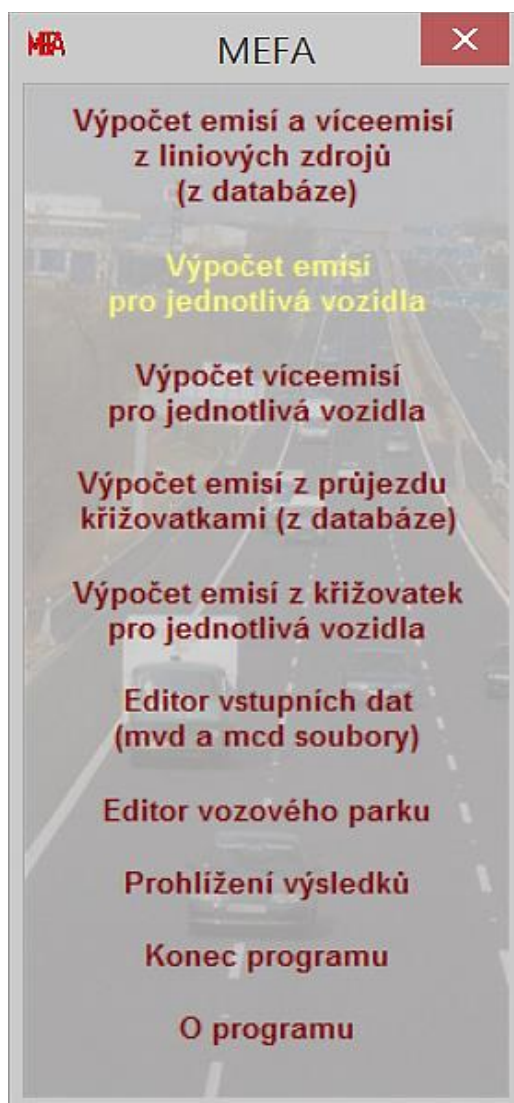 MEFA
MEFA
Výpočet emisí a víceemisí
z liniových zdrojů
(z databáze)
Výpočet emisí
pro jednotlivá vozidla
Výpočet víceemisí
pro jednotlivá vozidla
Výpočet emisí z průjezdu
křižovatkami (z databáze)
Výpočet emisí z křižovatek
pro jednotlivá vozidla
Editor vstupních dat
(mvd a mcd soubory)
Editor vozového parku
Prohlížení výsledků
Konec programu
O programu